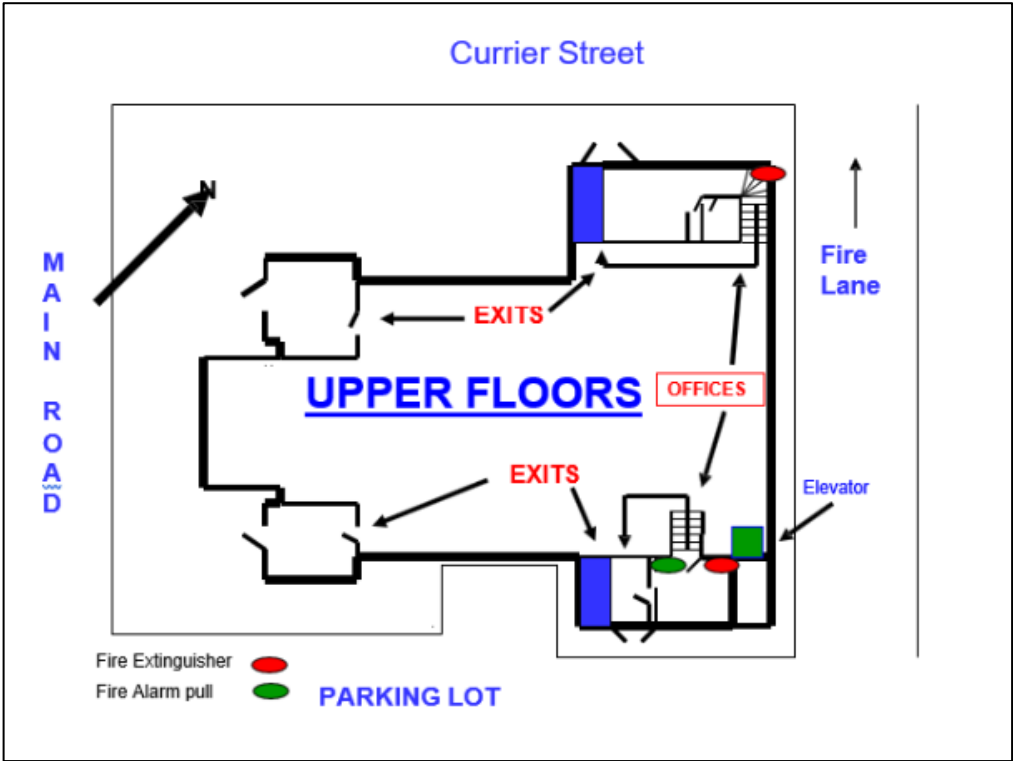 Currier Street
N
MAIN ROAD
Fire
Lane
EXITS
UPPER FLOORS
OFFICES
EXITS
Elevator
Fire Extinguisher
Fire Alarm pull
PARKING LOT